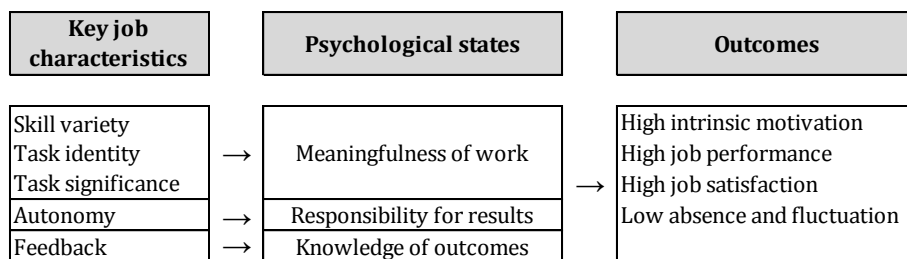 Key job
characteristics
Psychological states
Outcomes
Skill variety
Task identity
Task significance
→
Meaningfulness of work
Autonomy
→
Responsibility for results
Feedback
→
Knowledge of outcomes
→
High intrinsic motivation
High job performance
High job satisfaction
Low absence and fluctuation